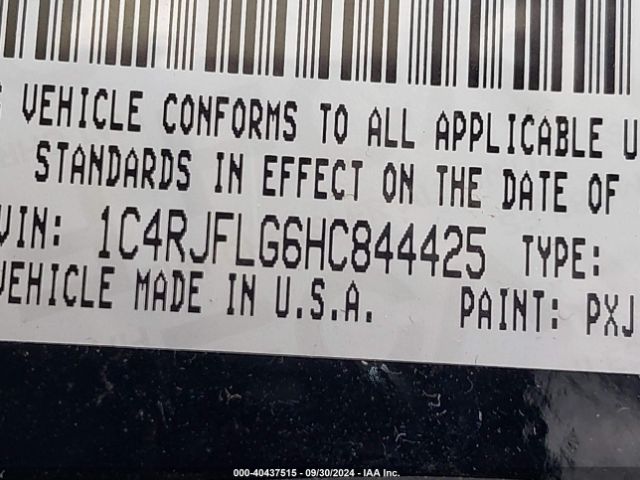 VEHICLE CONFORMS TO ALL APPLICABLE U
STANDARDS IN EFFECT ON THE DATE OF
VIN: 1C4RJFLG6HC844425 TYPE:
VEHICLE MADE IN U.S.A. PAINT: PXJ
000-40437515 - 09/30/2024 - IAA Inc.